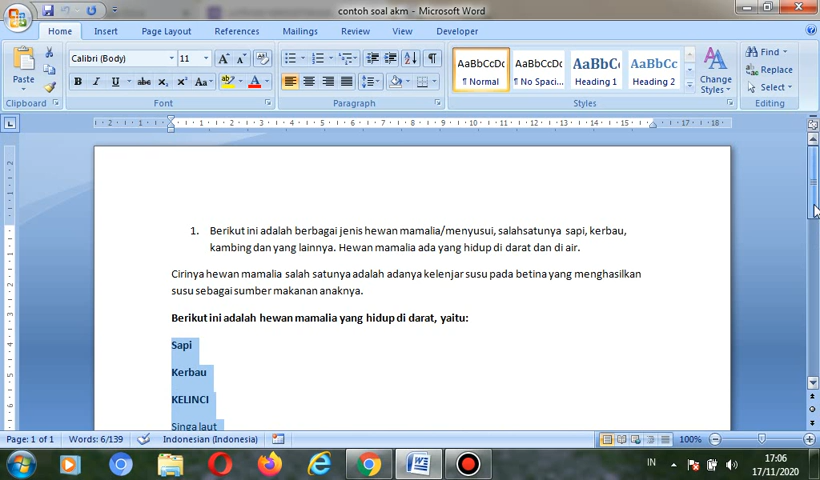 contoh soal akm - Microsoft Word
Home Insert Page Layout References Mailings Review View Developer
Paste
Calibri (Body) 11
B I U abc x₂ x² Aa
Clipboard Font Paragraph Styles Editing
AaBbCcDc AaBbCcDc AaBbC AaBbCc
¶ Normal ¶ No Spaci... Heading 1 Heading 2
Change Styles
Find
Replace
Select
1. Berikut ini adalah berbagai jenis hewan mamalia/menyusui, salahsatunya sapi, kerbau,
kambing dan yang lainnya. Hewan mamalia ada yang hidup di darat dan di air.
Cirinya hewan mamalia salah satunya adalah adanya kelenjar susu pada betina yang menghasilkan
susu sebagai sumber makanan anaknya.
Berikut ini adalah hewan mamalia yang hidup di darat, yaitu:
Sapi
Kerbau
KELINCI
Singa laut
Page: 1 of 1 Words: 6/139 Indonesian (Indonesia) 100%
IN 17:06
17/11/2020